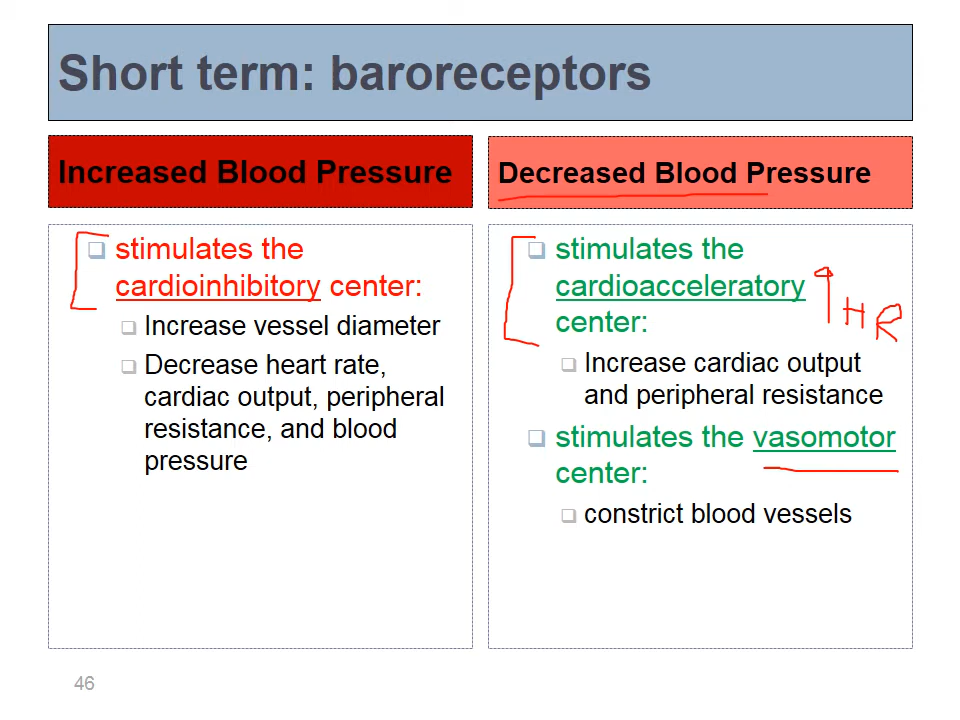 Short term: baroreceptors
Increased Blood Pressure
stimulates the
cardioinhibitory center:
Increase vessel diameter
Decrease heart rate,
cardiac output, peripheral
resistance, and blood
pressure
Decreased Blood Pressure
stimulates the
cardioacceleratory
center:
↑HR
Increase cardiac output
and peripheral resistance
stimulates the vasomotor
center:
constrict blood vessels
46